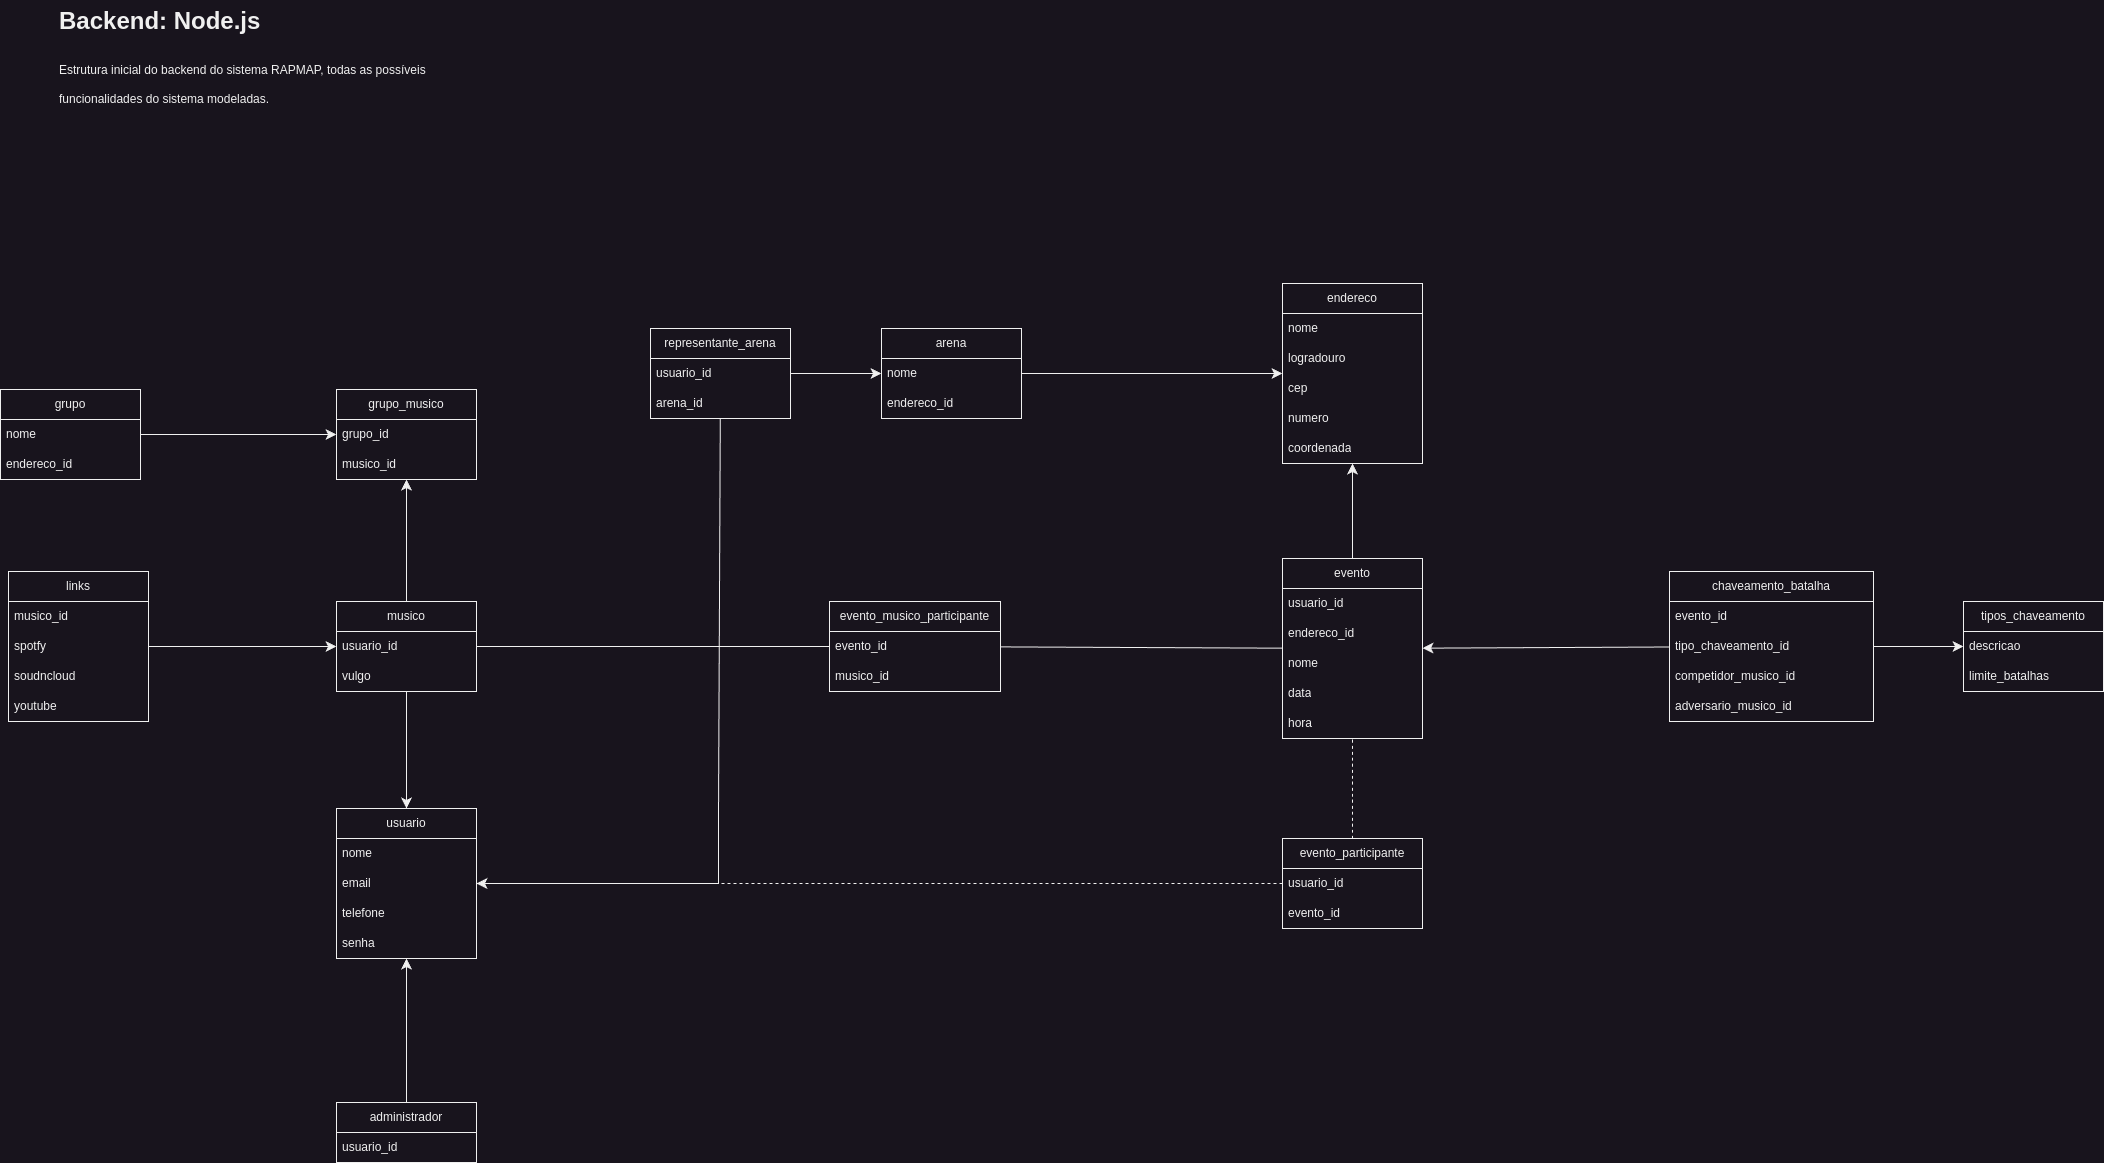 Backend: Node.js
Estrutura inicial do backend do sistema RAPMAP, todas as possíveis
funcionalidades do sistema modeladas.
endereco
nome
logradouro
cep
numero
coordenada
representante_arena
usuario_id
arena_id
arena
nome
endereco_id
grupo
nome
endereco_id
grupo_musico
grupo_id
musico_id
links
musico_id
spotfy
soudncloud
youtube
musico
usuario_id
vulgo
evento_musico_participante
evento_id
musico_id
evento
usuario_id
endereco_id
nome
data
hora
chaveamento_batalha
evento_id
tipo_chaveamento_id
competidor_musico_id
adversario_musico_id
tipos_chaveamento
descricao
limite_batalhas
usuario
nome
email
telefone
senha
evento_participante
usuario_id
evento_id
administrador
usuario_id